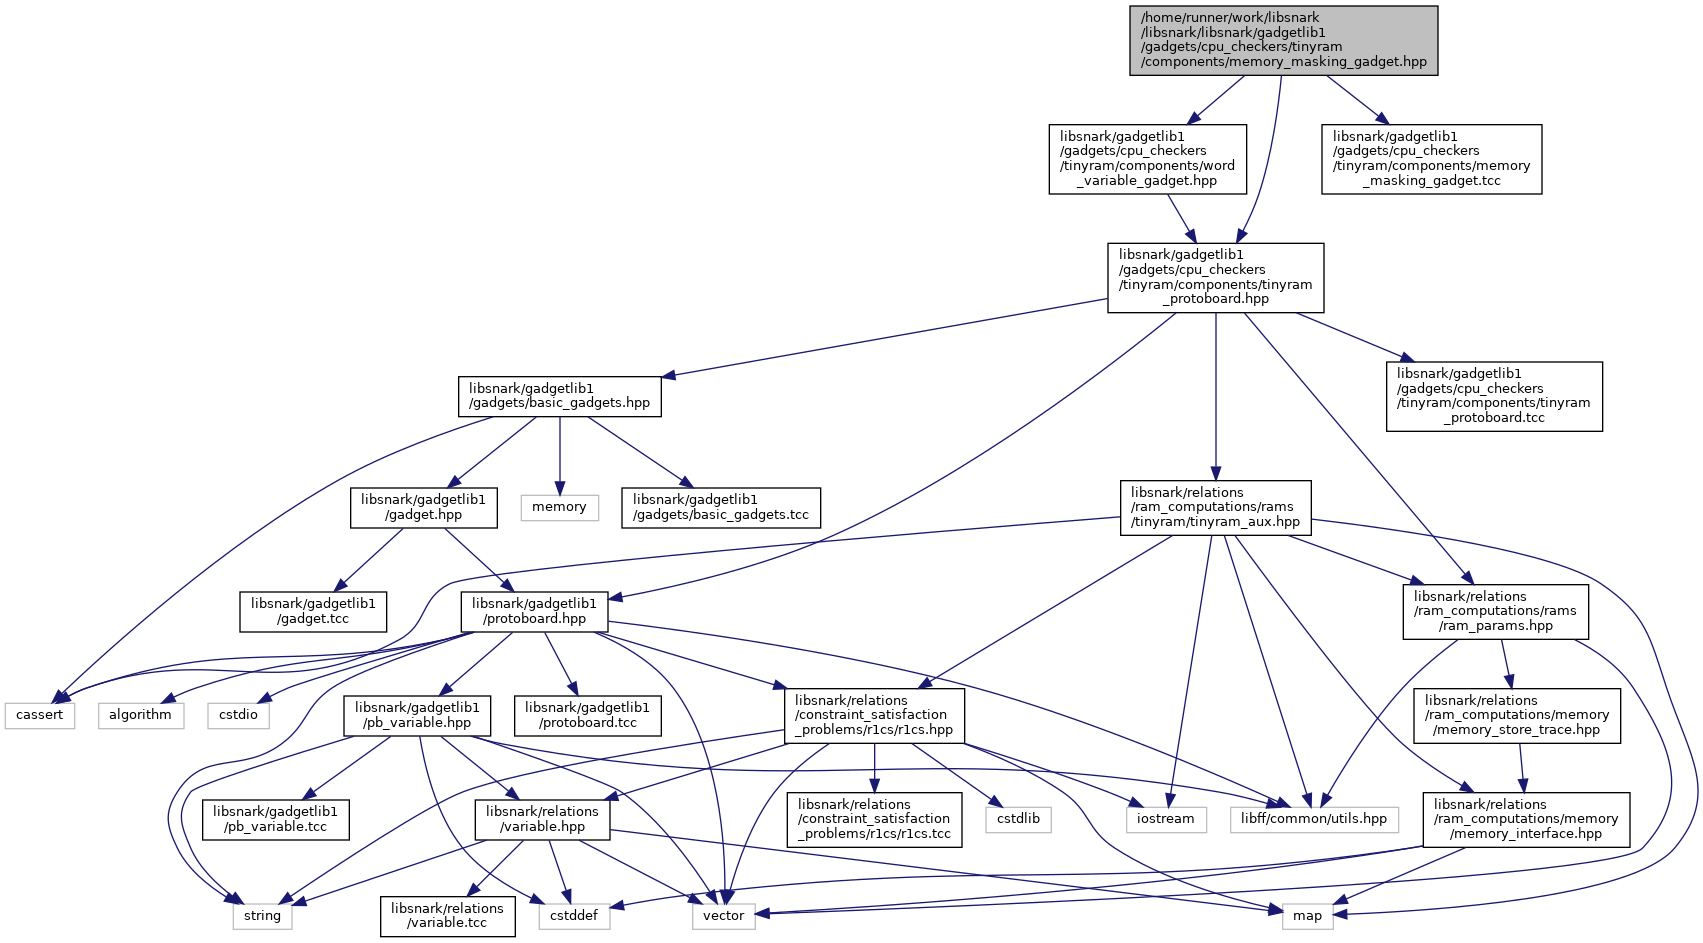 /home/runner/work/libsnark
/libsnark/libsnark/gadgetlib1
/gadgets/cpu_checkers/tinyram
/components/memory_masking_gadget.hpp
libsnark/gadgetlib1
/gadgets/cpu_checkers
/tinyram/components/word
_variable_gadget.hpp
libsnark/gadgetlib1
/gadgets/cpu_checkers
/tinyram/components/memory
_masking_gadget.tcc
libsnark/gadgetlib1
/gadgets/cpu_checkers
/tinyram/components/tinyram
_protoboard.hpp
libsnark/gadgetlib1
/gadgets/basic_gadgets.hpp
libsnark/gadgetlib1
/gadgets/cpu_checkers
/tinyram/components/tinyram
_protoboard.tcc
libsnark/gadgetlib1
/gadget.hpp
memory
libsnark/gadgetlib1
/gadgets/basic_gadgets.tcc
libsnark/relations
/ram_computations/rams
/tinyram/tinyram_aux.hpp
libsnark/gadgetlib1
/gadget.tcc
libsnark/gadgetlib1
/protoboard.hpp
libsnark/relations
/ram_computations/rams
/ram_params.hpp
cassert
algorithm
cstdio
libsnark/gadgetlib1
/pb_variable.hpp
libsnark/gadgetlib1
/protoboard.tcc
libsnark/relations
/constraint_satisfaction
_problems/r1cs/r1cs.hpp
libsnark/relations
/ram_computations/memory
/memory_store_trace.hpp
libsnark/gadgetlib1
/pb_variable.tcc
libsnark/relations
/variable.hpp
libsnark/relations
/constraint_satisfaction
_problems/r1cs/r1cs.tcc
cstdlib
iostream
libff/common/utils.hpp
libsnark/relations
/ram_computations/memory
/memory_interface.hpp
string
libsnark/relations
/variable.tcc
cstddef
vector
map